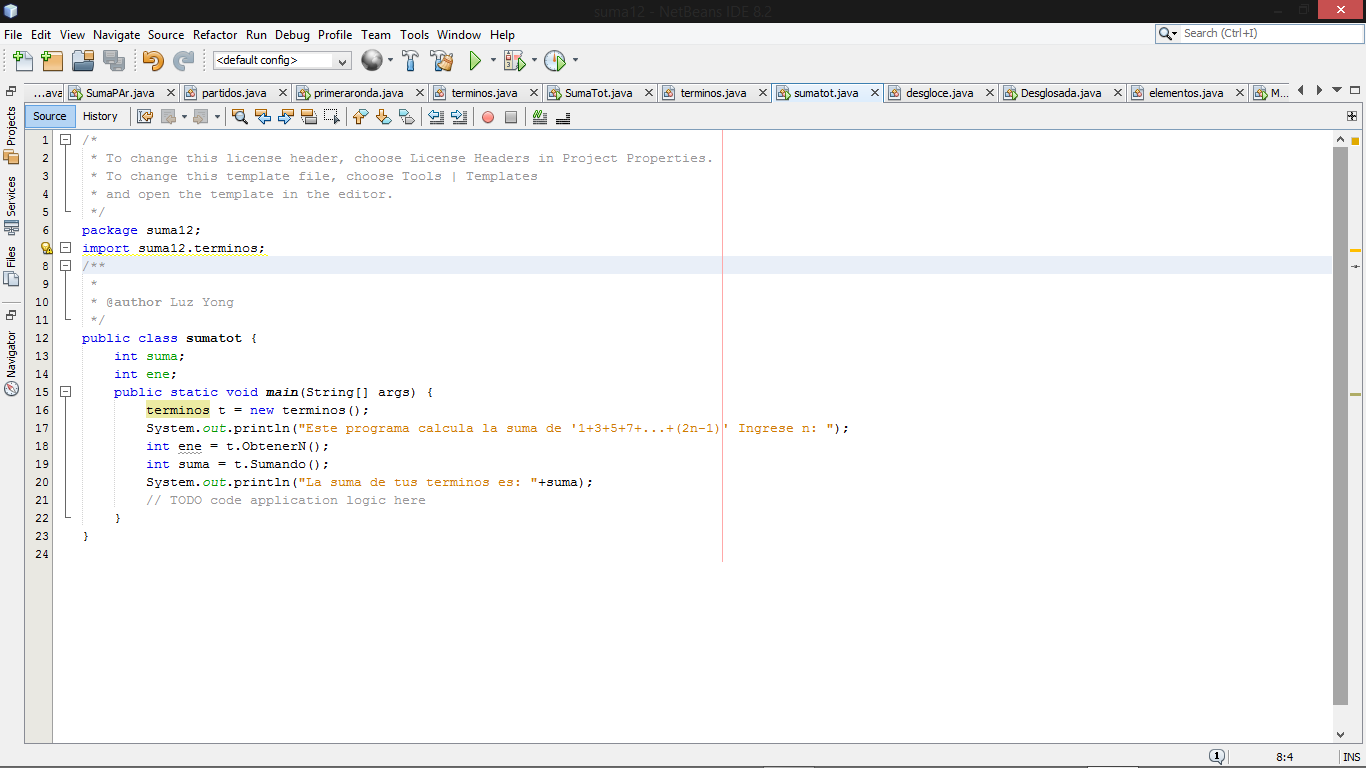 suma12 - NetBeans IDE 8.2
File Edit View Navigate Source Refactor Run Debug Profile Team Tools Window Help
Search (Ctrl+I)
<default config>
...ava SumaPAr.java partidos.java primeraronda.java terminos.java SumaTot.java terminos.java sumatot.java desgloce.java Desglosada.java elementos.java M...
Source History
Projects
Services
Files
Navigator
1 /*
2 * To change this license header, choose License Headers in Project Properties.
3 * To change this template file, choose Tools | Templates
4 * and open the template in the editor.
5 */
6 package suma12;
import suma12.terminos;
8 /**
9 *
10 * @author Luz Yong
11 */
12 public class sumatot {
13 int suma;
14 int ene;
15 public static void main(String[] args) {
16 terminos t = new terminos();
17 System.out.println("Este programa calcula la suma de '1+3+5+7+...+(2n-1)' Ingrese n: ");
18 int ene = t.ObtenerN();
19 int suma = t.Sumando();
20 System.out.println("La suma de tus terminos es: "+suma);
21 // TODO code application logic here
22 }
23 }
24
1 8:4 INS